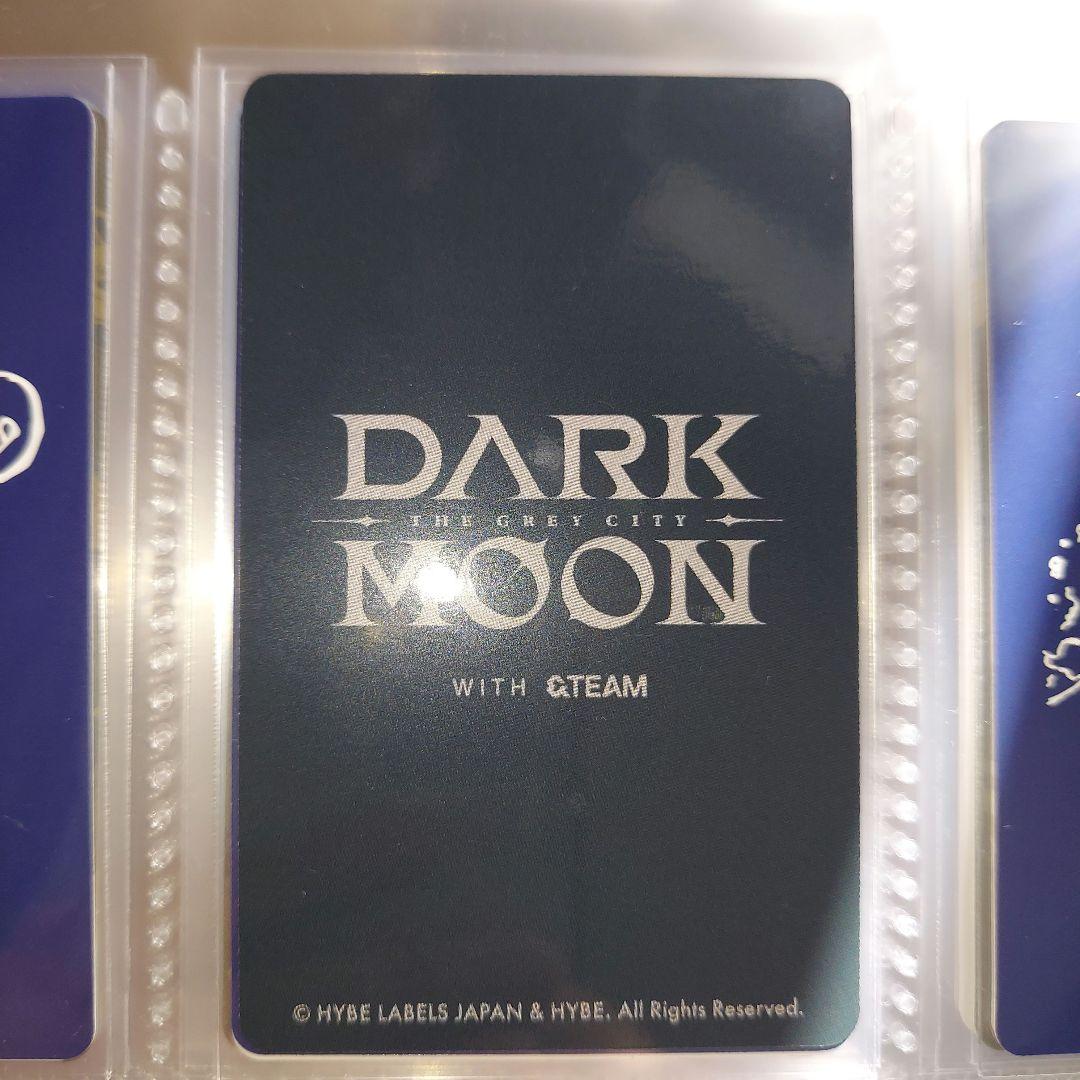 DARK
THE GREY CITY
MOON
WITH &TEAM
© HYBE LABELS JAPAN & HYBE. All Rights Reserved.